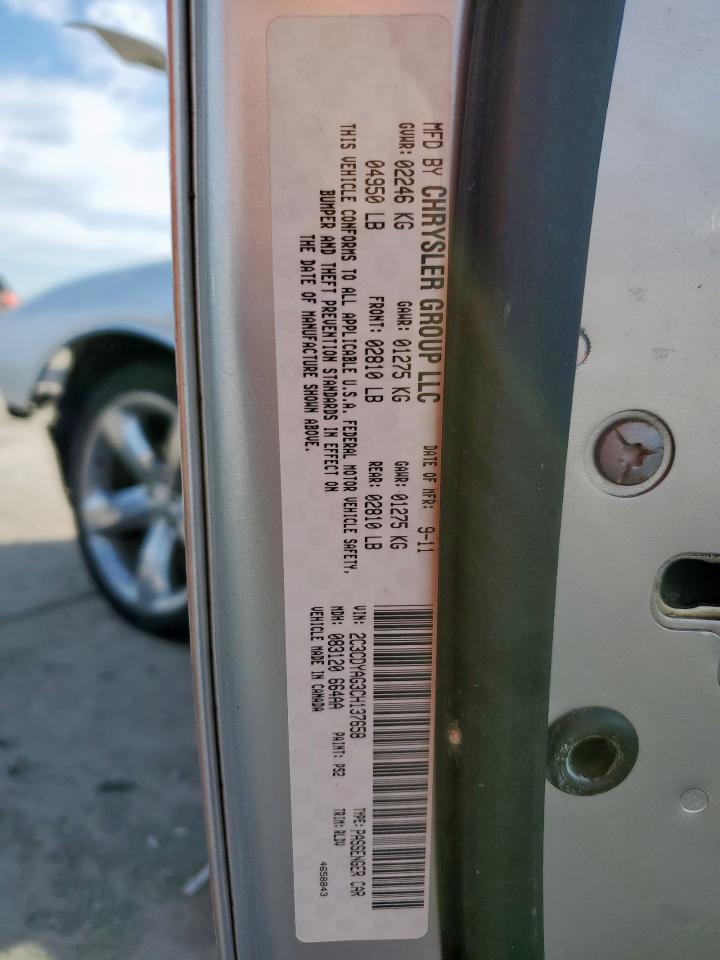 MFD BY CHRYSLER GROUP LLC DATE OF MFR: 9-11
GVWR: 02246 KG GAWR: 01275 KG GAWR: 01275 KG
04950 LB FRONT: 02810 LB REAR: 02810 LB
THIS VEHICLE CONFORMS TO ALL APPLICABLE U.S.A. FEDERAL MOTOR VEHICLE SAFETY,
BUMPER AND THEFT PREVENTION STANDARDS IN EFFECT ON
THE DATE OF MANUFACTURE SHOWN ABOVE.
VIN: 2C3CDYAG3CH137658 TYPE: PASSENGER CAR
MDH: 083120 664AA PAINT: PS2 TRIM: RLDV
VEHICLE MADE IN CANADA 4658843